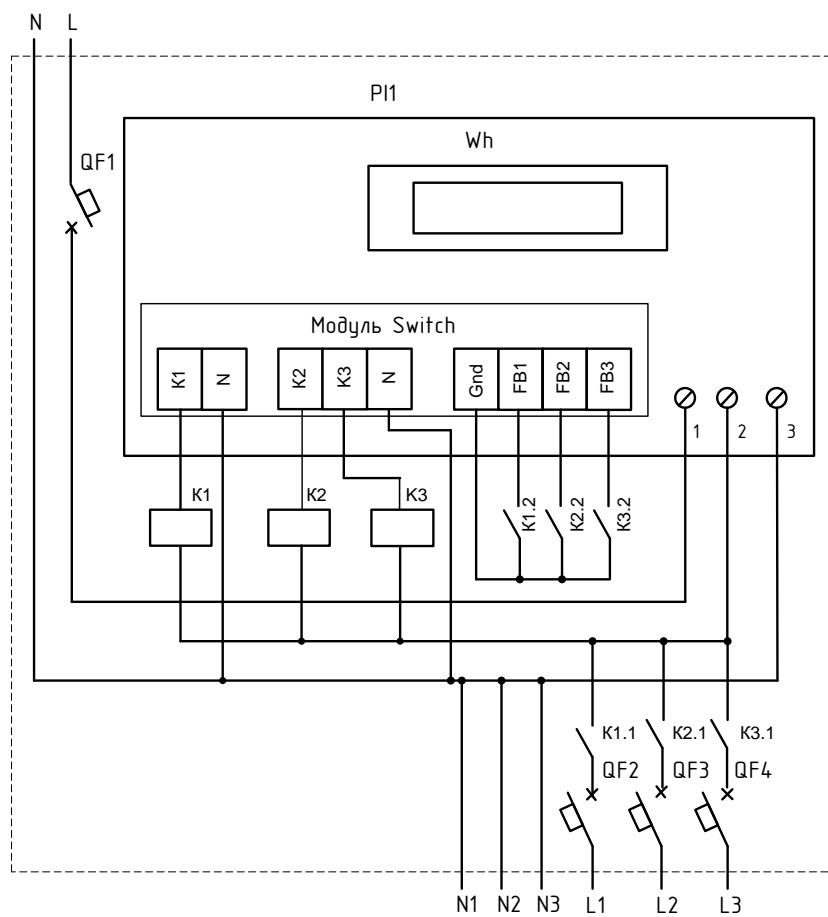 N L
PI1
Wh
QF1
Модуль Switch
K1 N K2 K3 N Gnd FB1 FB2 FB3
1 2 3
K1 K2 K3 K1.2 K2.2 K3.2
K1.1 K2.1 K3.1
QF2 QF3 QF4
N1 N2 N3 L1 L2 L3